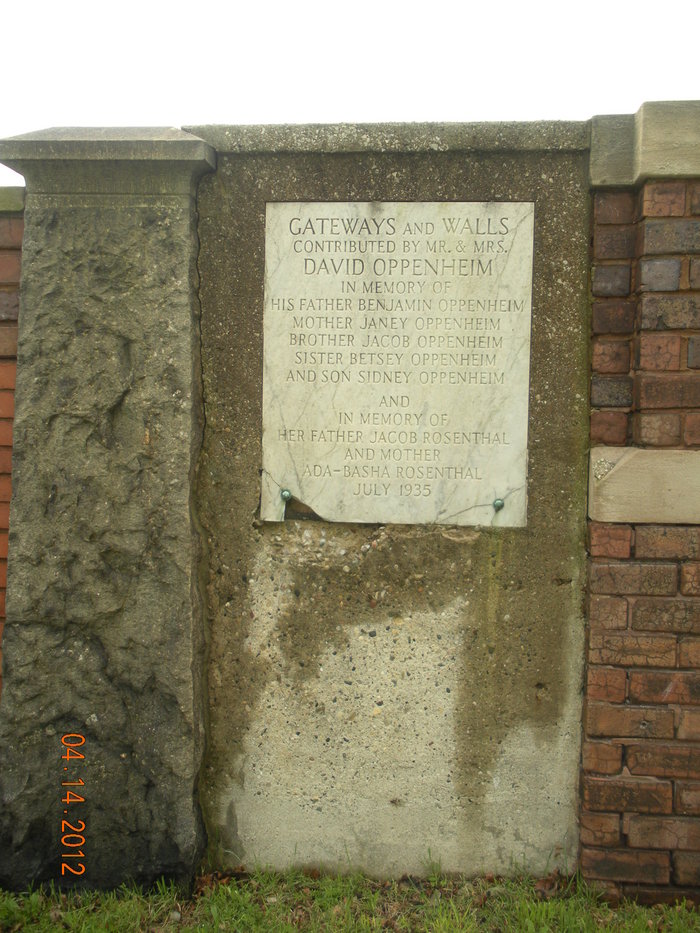 GATEWAYS AND WALLS
CONTRIBUTED BY MR. & MRS.
DAVID OPPENHEIM
IN MEMORY OF
HIS FATHER BENJAMIN OPPENHEIM
MOTHER JANEY OPPENHEIM
BROTHER JACOB OPPENHEIM
SISTER BETSEY OPPENHEIM
AND SON SIDNEY OPPENHEIM
AND
IN MEMORY OF
HER FATHER JACOB ROSENTHAL
AND MOTHER
ADA-BASHA ROSENTHAL
JULY 1935
04.14.2012